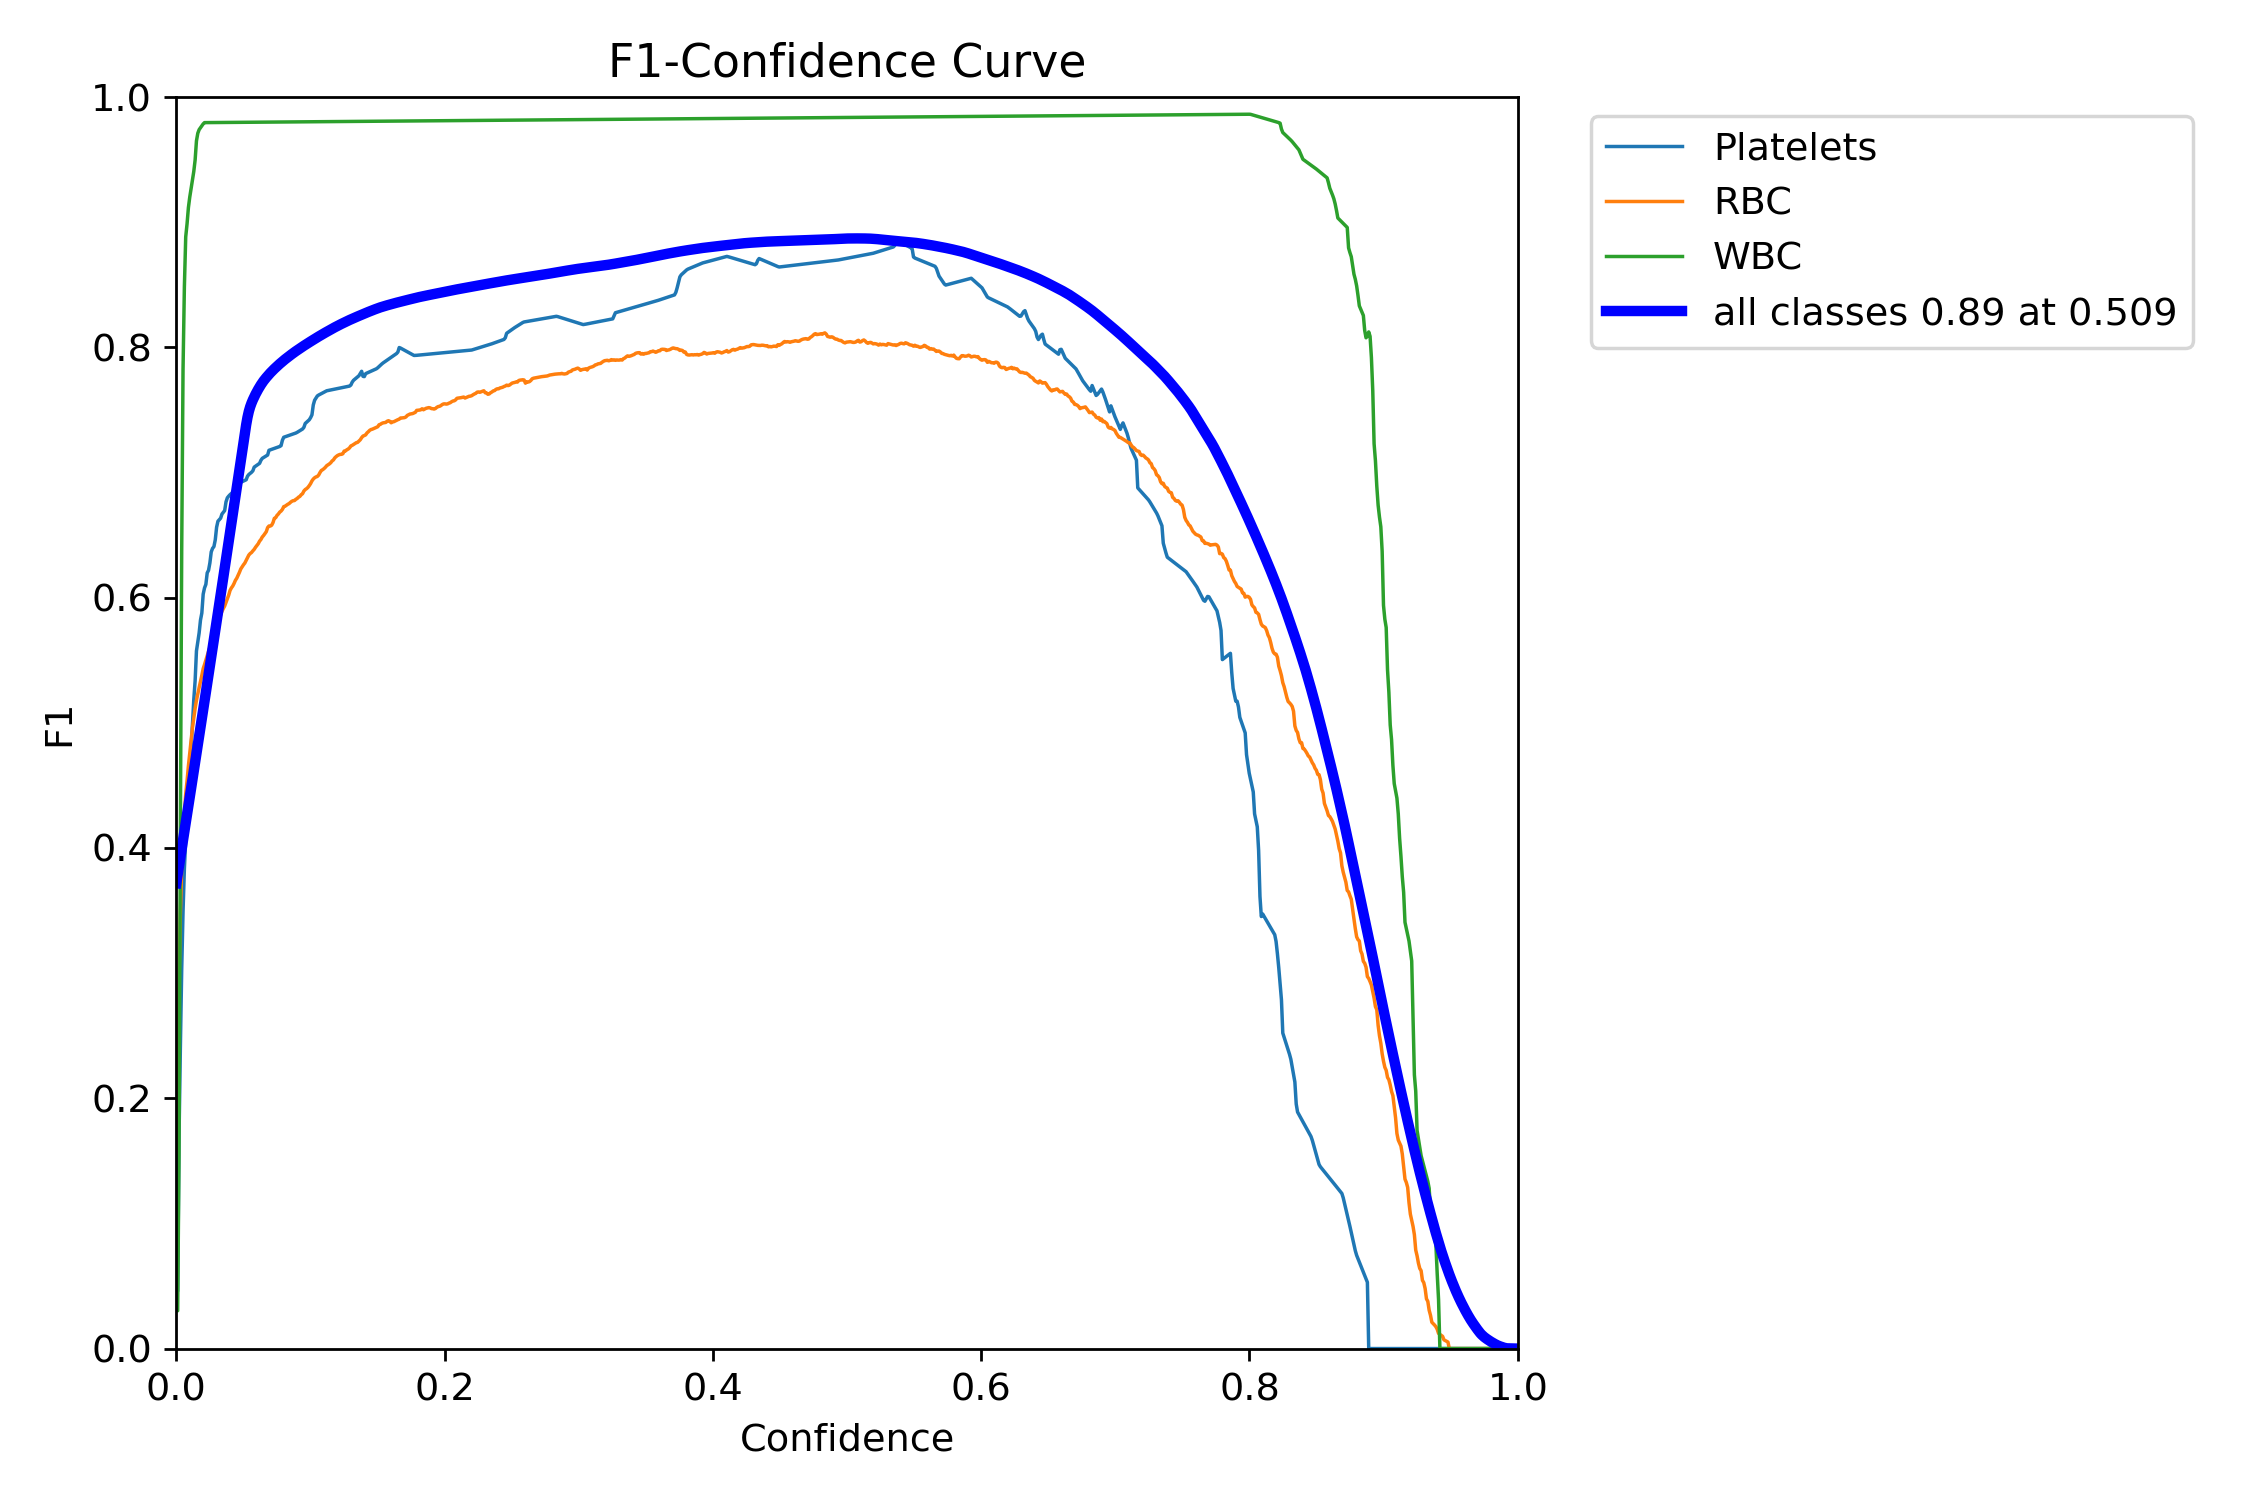 F1-Confidence Curve
1.0
0.8
0.6
0.4
0.2
0.0
F1
0.0 0.2 0.4 0.6 0.8 1.0
Confidence
Platelets
RBC
WBC
all classes 0.89 at 0.509